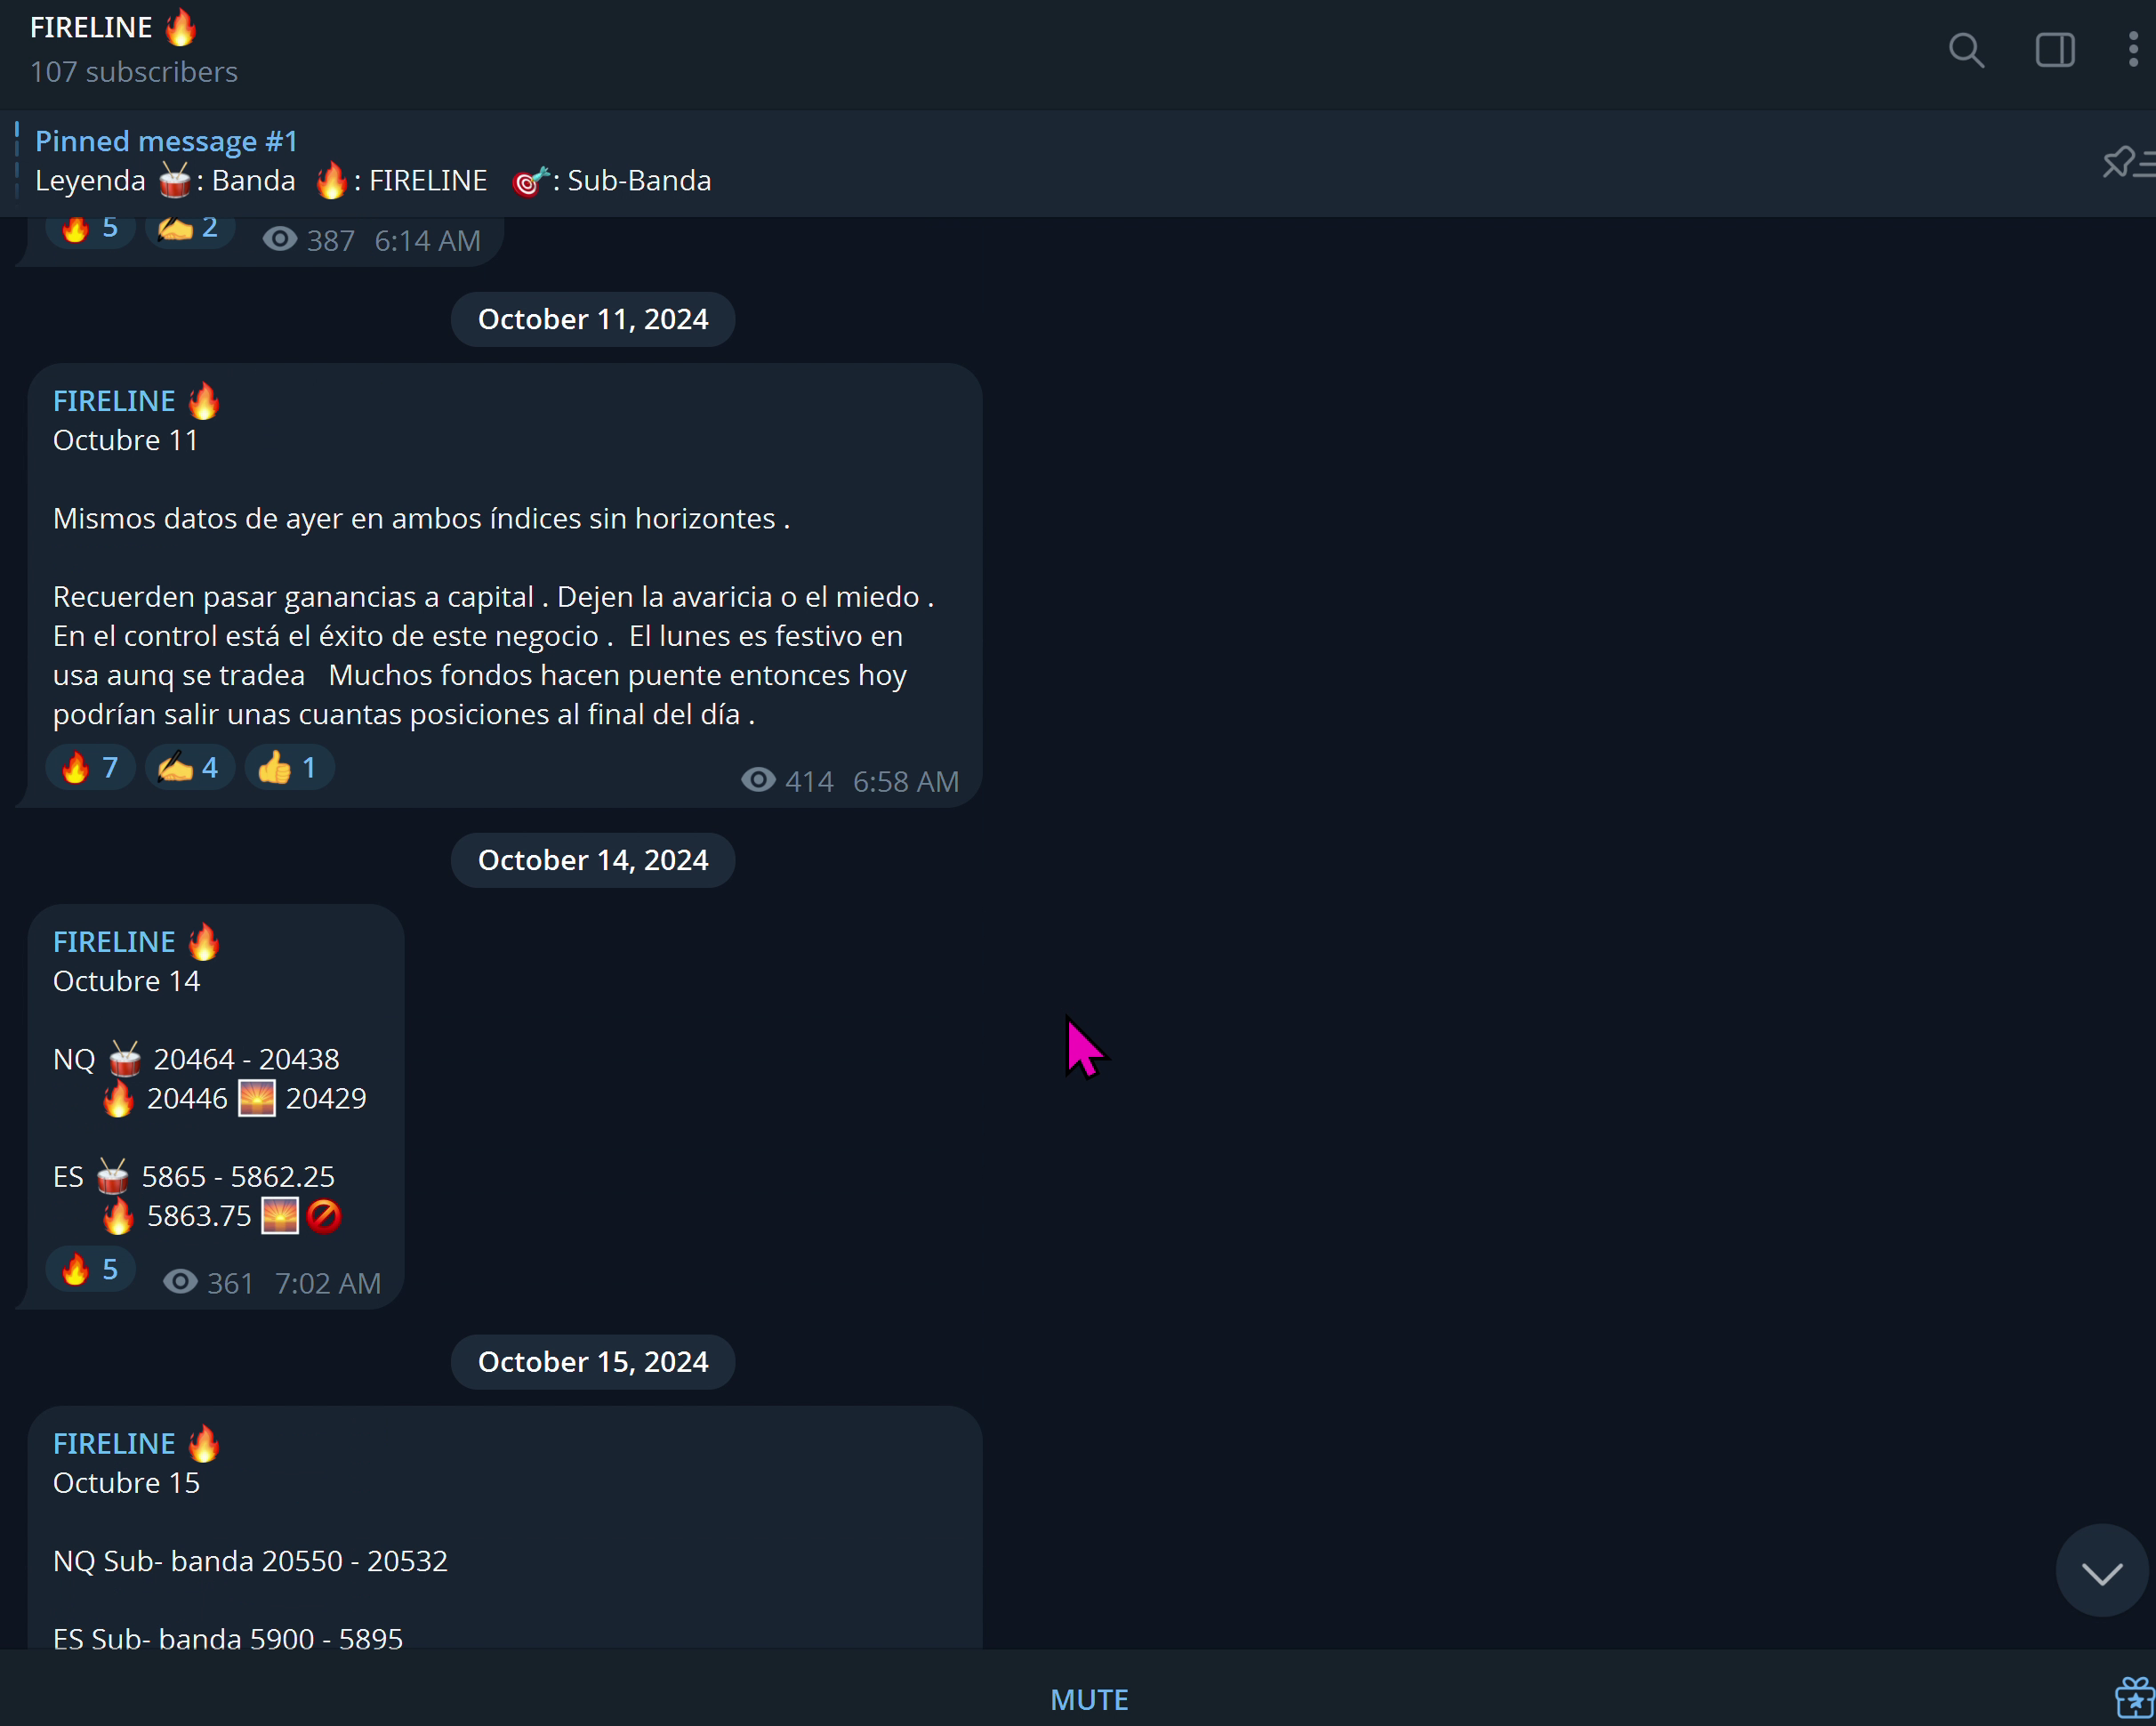 FIRELINE 🔥
107 subscribers
Pinned message #1
Leyenda 🥁: Banda 🔥: FIRELINE 🎯: Sub-Banda
🔥 5 ✍️ 2 387 6:14 AM
October 11, 2024
FIRELINE 🔥
Octubre 11
Mismos datos de ayer en ambos índices sin horizontes .
Recuerden pasar ganancias a capital . Dejen la avaricia o el miedo .
En el control está el éxito de este negocio . El lunes es festivo en
usa aunq se tradea Muchos fondos hacen puente entonces hoy
podrían salir unas cuantas posiciones al final del día .
🔥 7 ✍️ 4 👍 1 414 6:58 AM
October 14, 2024
FIRELINE 🔥
Octubre 14
NQ 🥁 20464 - 20438
🔥 20446 🌅 20429
ES 🥁 5865 - 5862.25
🔥 5863.75 🌅🚫
🔥 5 361 7:02 AM
October 15, 2024
FIRELINE 🔥
Octubre 15
NQ Sub- banda 20550 - 20532
ES Sub- banda 5900 - 5895
MUTE